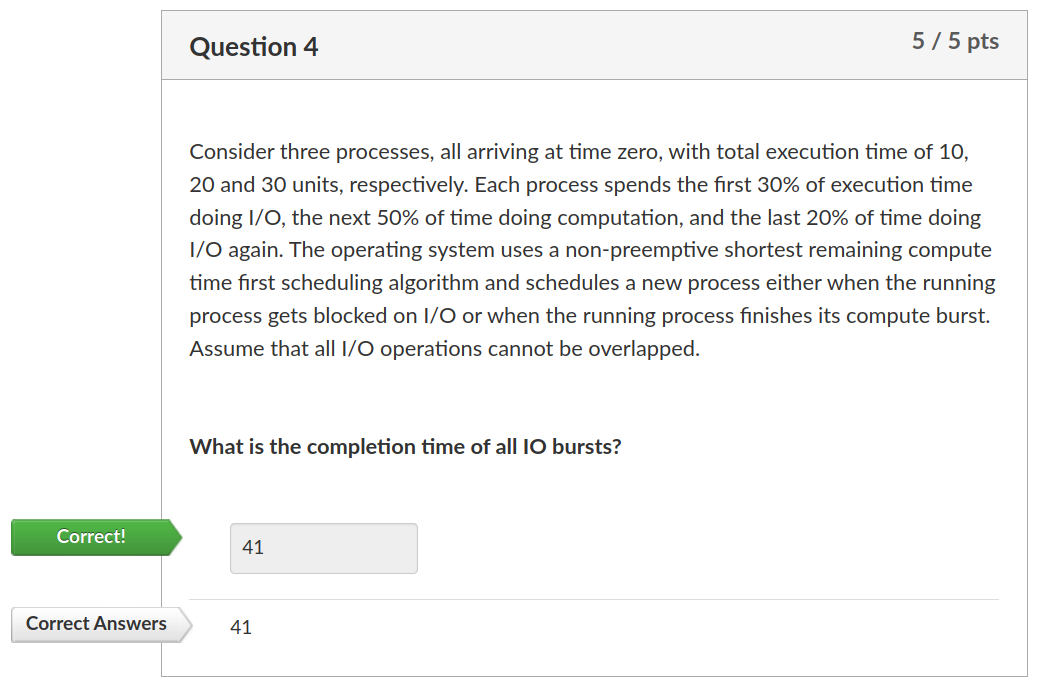 Question 4
5 / 5 pts
Consider three processes, all arriving at time zero, with total execution time of 10,
20 and 30 units, respectively. Each process spends the first 30% of execution time
doing I/O, the next 50% of time doing computation, and the last 20% of time doing
I/O again. The operating system uses a non-preemptive shortest remaining compute
time first scheduling algorithm and schedules a new process either when the running
process gets blocked on I/O or when the running process finishes its compute burst.
Assume that all I/O operations cannot be overlapped.
What is the completion time of all IO bursts?
Correct!
41
Correct Answers
41